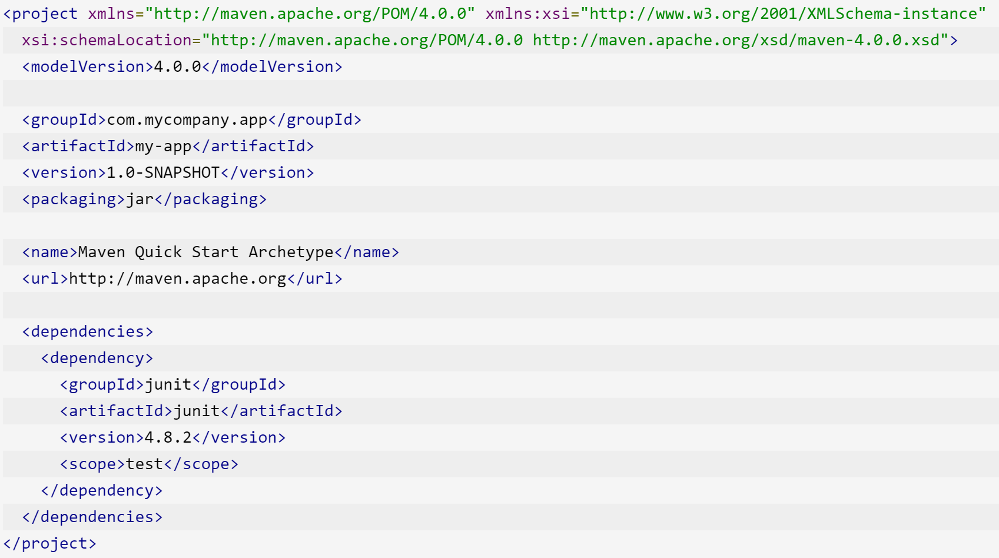 <project xmlns="http://maven.apache.org/POM/4.0.0" xmlns:xsi="http://www.w3.org/2001/XMLSchema-instance"
  xsi:schemaLocation="http://maven.apache.org/POM/4.0.0 http://maven.apache.org/xsd/maven-4.0.0.xsd">
  <modelVersion>4.0.0</modelVersion>

  <groupId>com.mycompany.app</groupId>
  <artifactId>my-app</artifactId>
  <version>1.0-SNAPSHOT</version>
  <packaging>jar</packaging>

  <name>Maven Quick Start Archetype</name>
  <url>http://maven.apache.org</url>

  <dependencies>
    <dependency>
      <groupId>junit</groupId>
      <artifactId>junit</artifactId>
      <version>4.8.2</version>
      <scope>test</scope>
    </dependency>
  </dependencies>
</project>